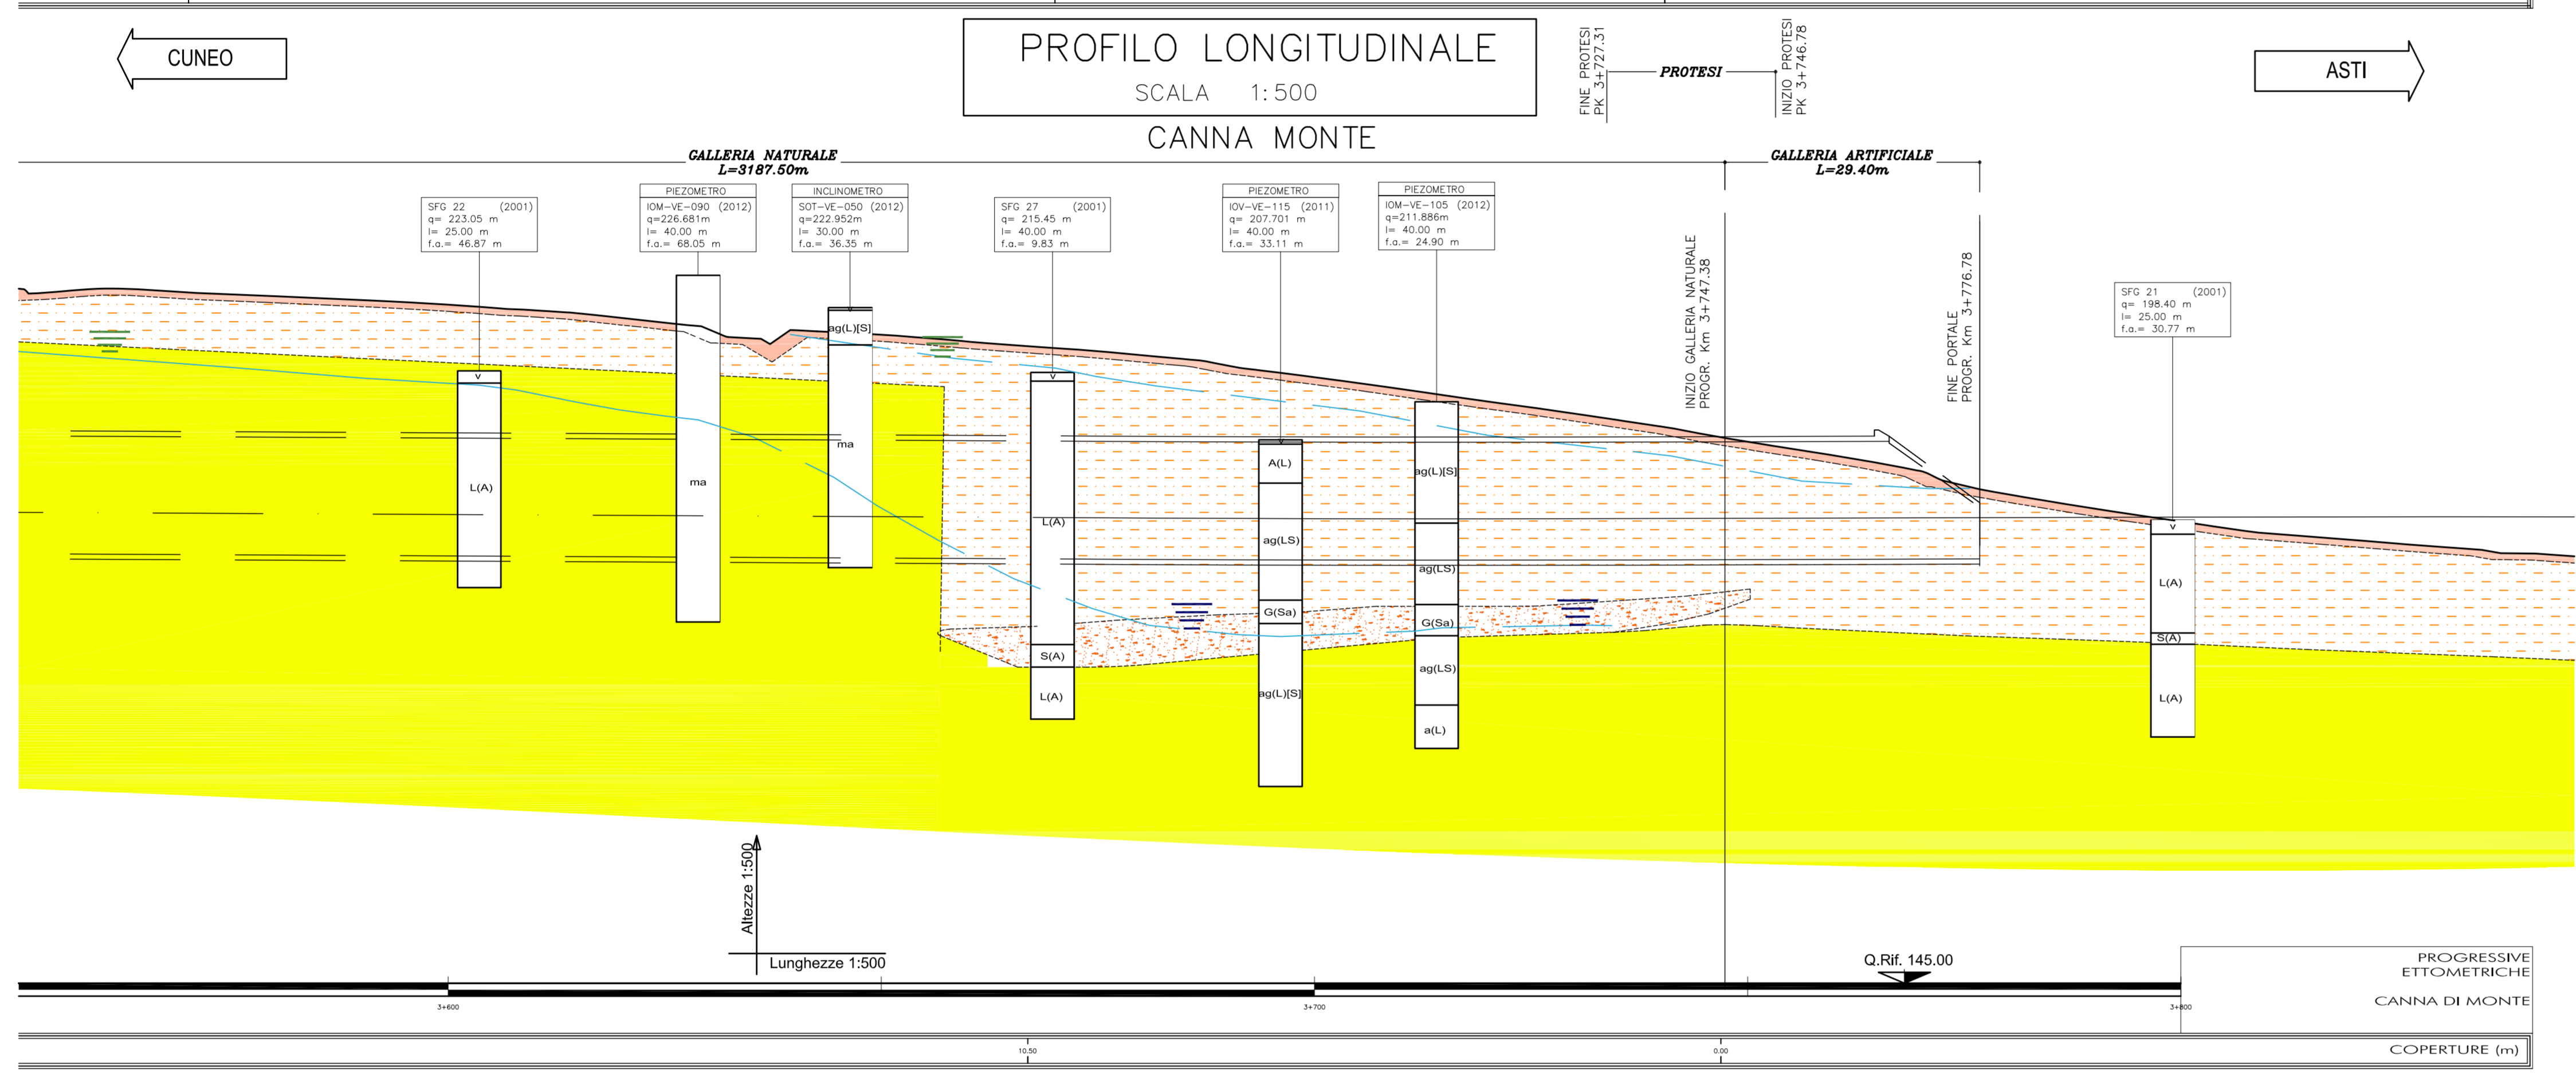 CUNEO
PROFILO LONGITUDINALE
SCALA 1:500
CANNA MONTE
FINE PROTESI
PK 3+727.31
PROTESI
INIZIO PROTESI
PK 3+746.78
ASTI
GALLERIA NATURALE
L=3187.50m
GALLERIA ARTIFICIALE
L=29.40m
SFG 22 (2001)
q= 223.05 m
l= 25.00 m
f.a.= 46.87 m
PIEZOMETRO
IOM-VE-090 (2012)
q=226.681m
l= 40.00 m
f.a.= 68.05 m
INCLINOMETRO
SOT-VE-050 (2012)
q=222.952m
l= 30.00 m
f.a.= 36.35 m
SFG 27 (2001)
q= 215.45 m
l= 40.00 m
f.a.= 9.83 m
PIEZOMETRO
IOV-VE-115 (2011)
q= 207.701 m
l= 40.00 m
f.a.= 33.11 m
PIEZOMETRO
IOM-VE-105 (2012)
q=211.886m
l= 40.00 m
f.a.= 24.90 m
INIZIO GALLERIA NATURALE
PROGR. Km 3+747.38
FINE PORTALE
PROGR. Km 3+776.78
SFG 21 (2001)
q= 198.40 m
l= 25.00 m
f.a.= 30.77 m
V
L(A)
ma
ag(L)[S]
ma
V
L(A)
S(A)
L(A)
A(L)
ag(LS)
G(Sa)
ag(L)[S]
ag(L)[S]
ag(LS)
G(Sa)
ag(LS)
a(L)
V
L(A)
S(A)
L(A)
Altezze 1:500
Lunghezze 1:500
Q.Rif. 145.00
PROGRESSIVE
ETTOMETRICHE
CANNA DI MONTE
3+600
3+700
3+800
10.50
0.00
COPERTURE (m)